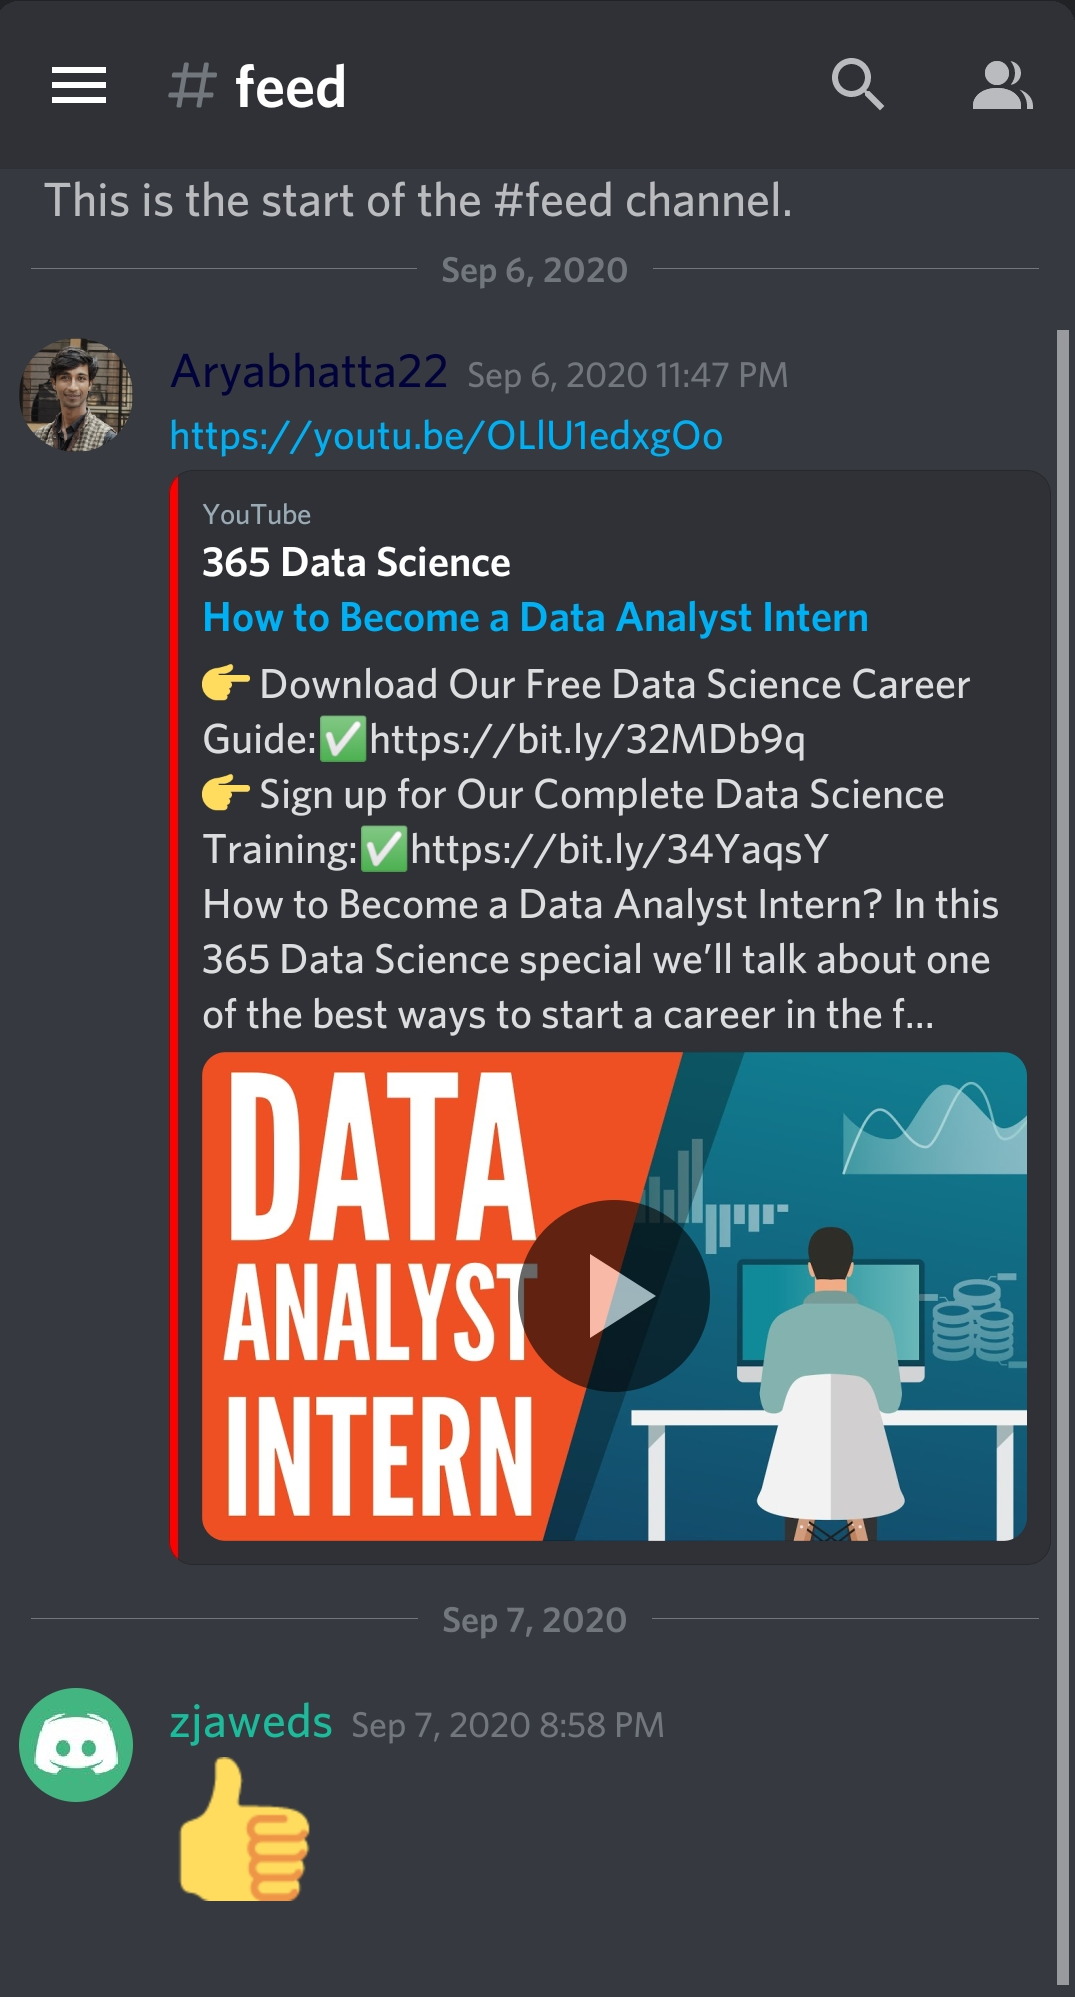 # feed
This is the start of the #feed channel.
Sep 6, 2020
Aryabhatta22 Sep 6, 2020 11:47 PM
https://youtu.be/OLlU1edxgOo
YouTube
365 Data Science
How to Become a Data Analyst Intern
👉 Download Our Free Data Science Career
Guide:✅https://bit.ly/32MDb9q
👉 Sign up for Our Complete Data Science
Training:✅https://bit.ly/34YaqsY
How to Become a Data Analyst Intern? In this
365 Data Science special we’ll talk about one
of the best ways to start a career in the f...
DATA
ANALYST
INTERN
Sep 7, 2020
zjaweds Sep 7, 2020 8:58 PM
👍